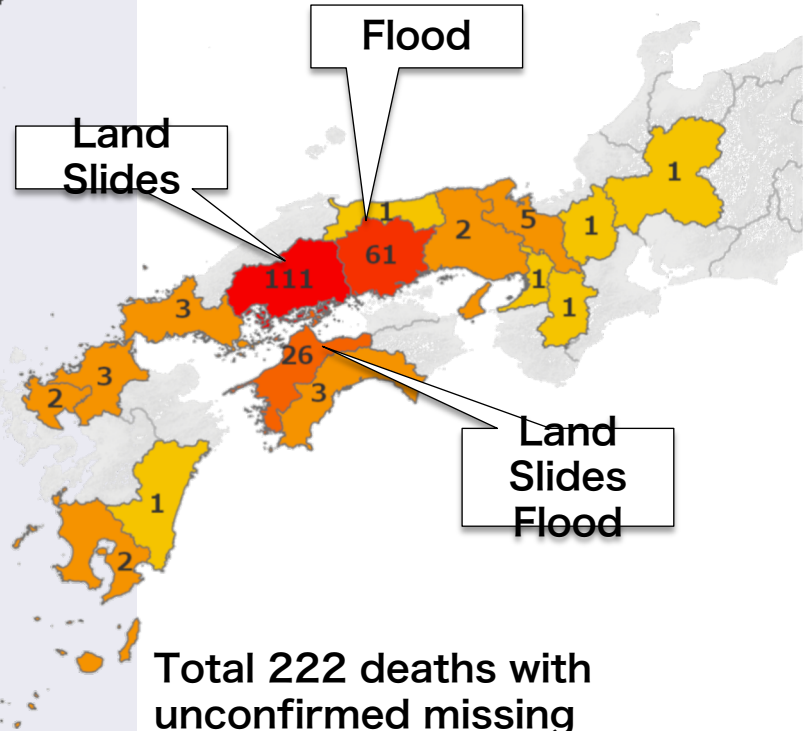 Flood
Land
Slides
1
1
2
5
1
61
111
1
1
3
26
3
3
2
Land
Slides
Flood
1
2
Total 222 deaths with
unconfirmed missing